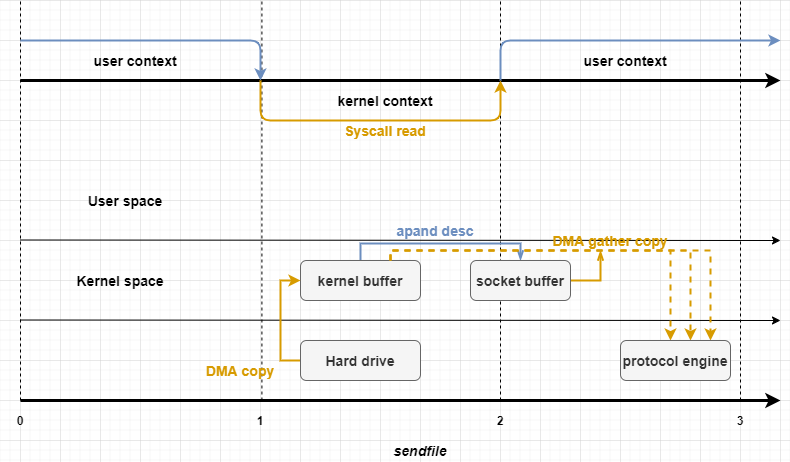 user context
user context
kernel context
Syscall read
User space
apand desc
DMA gather copy
Kernel space
kernel buffer
socket buffer
Hard drive
protocol engine
DMA copy
0
1
2
3
sendfile